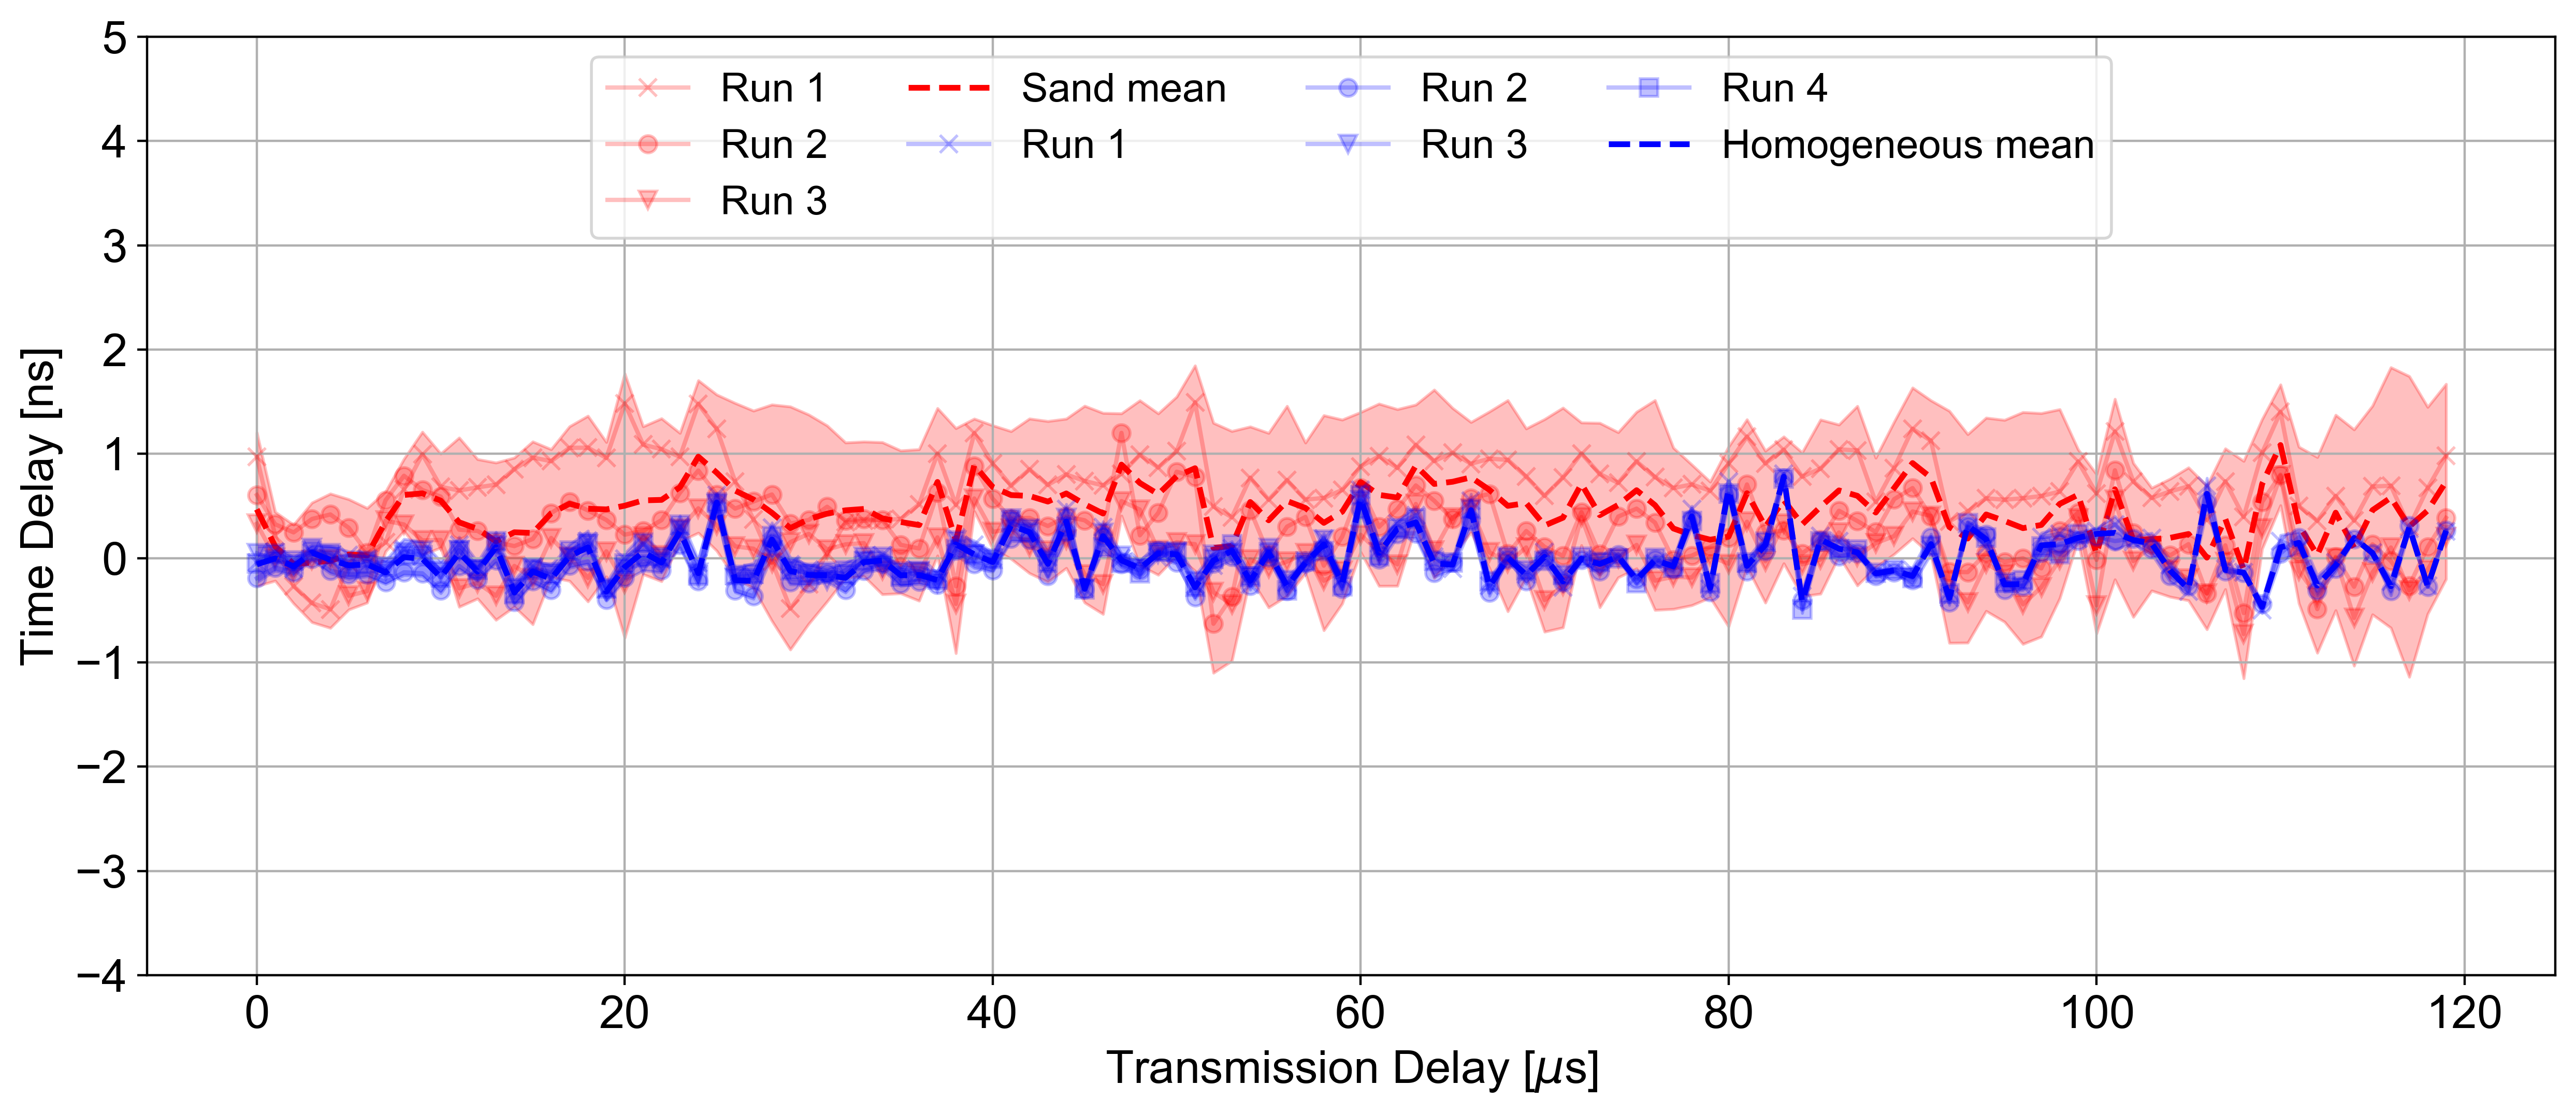 5
4
3
2
1
0
−1
−2
−3
−4
Time Delay [ns]
Run 1
Run 2
Run 3
Sand mean
Run 1
Run 2
Run 3
Run 4
Homogeneous mean
0 20 40 60 80 100 120
Transmission Delay [μs]